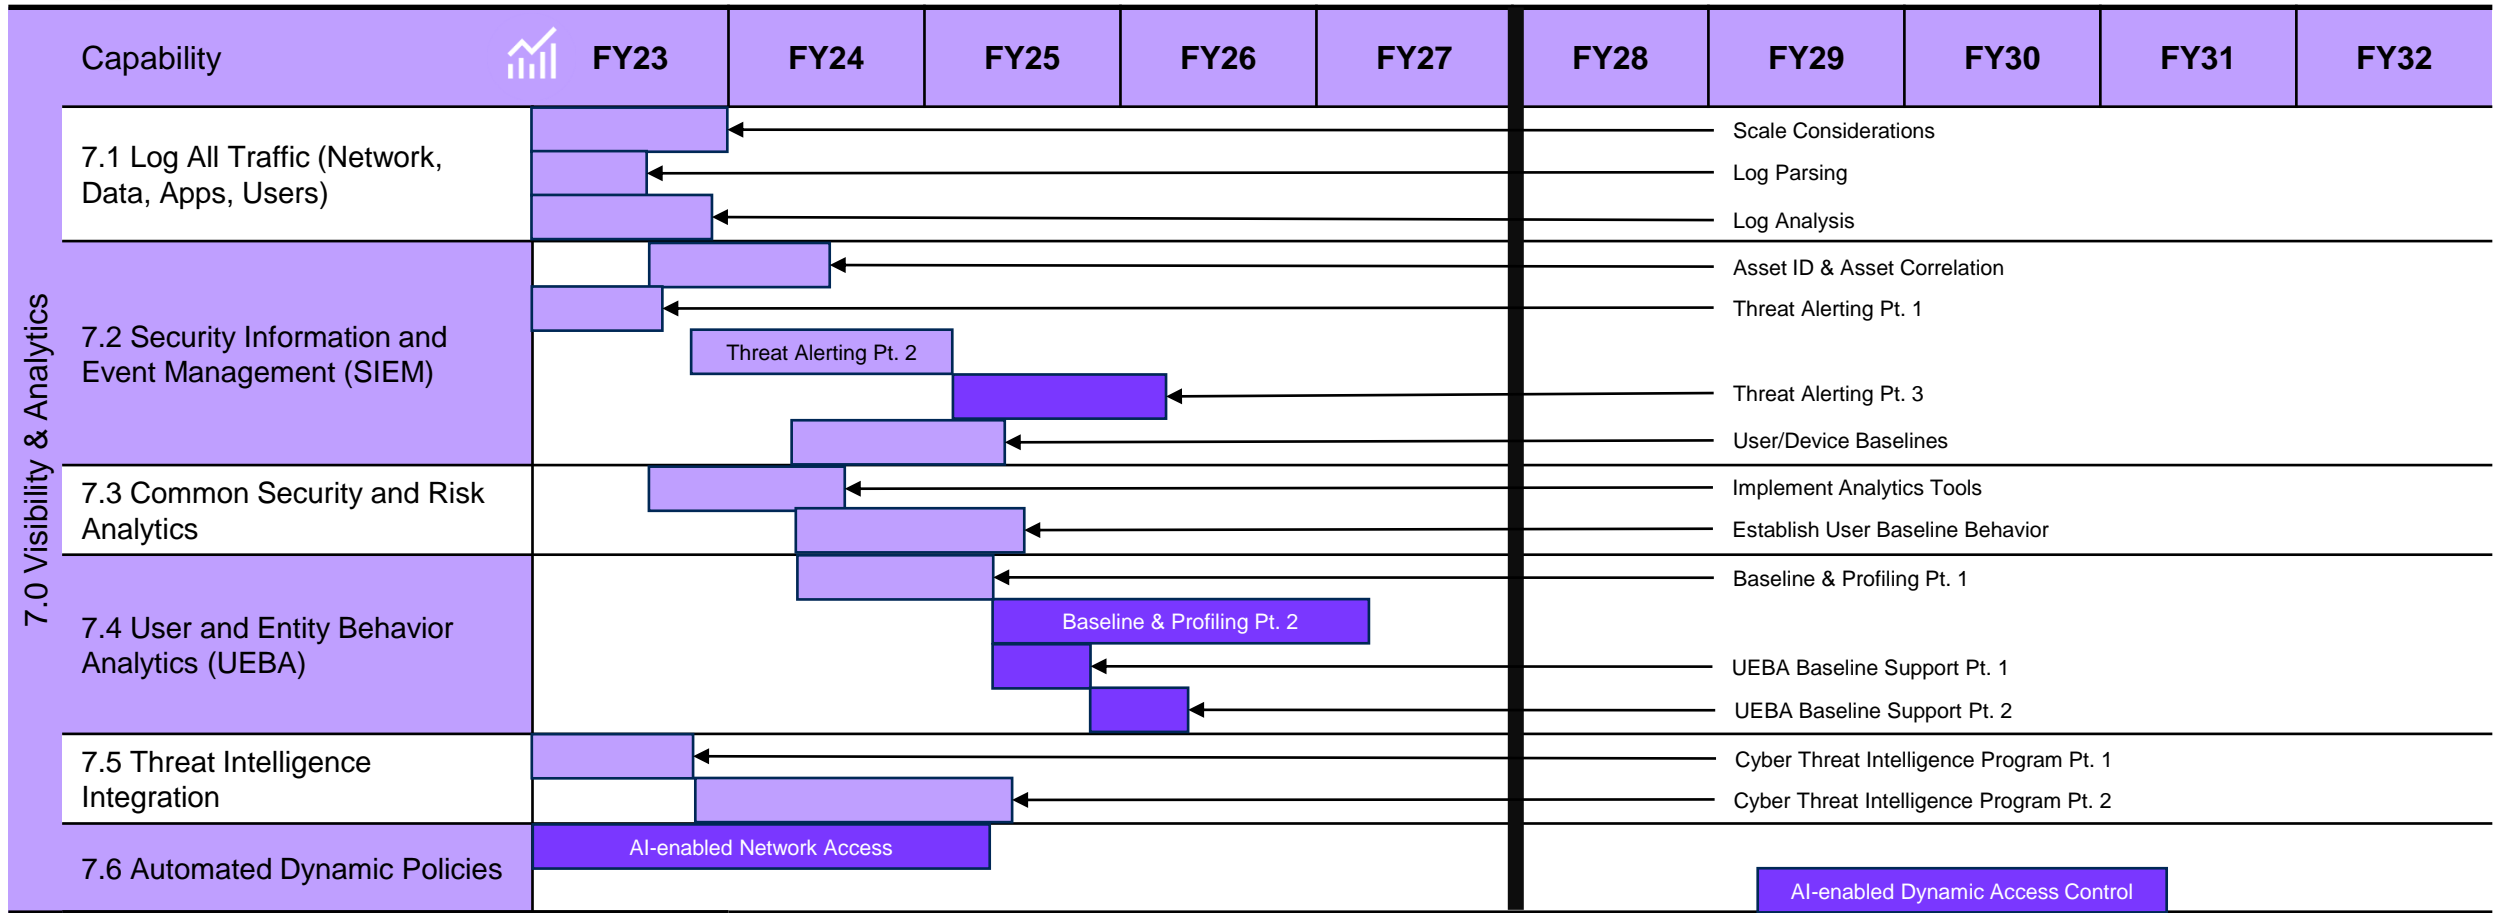 Capability
FY23
FY24
FY25
FY26
FY27
FY28
FY29
FY30
FY31
FY32
7.0 Visibility & Analytics
7.1 Log All Traffic (Network,
Data, Apps, Users)
Scale Considerations
Log Parsing
Log Analysis
7.2 Security Information and
Event Management (SIEM)
Asset ID & Asset Correlation
Threat Alerting Pt. 1
Threat Alerting Pt. 2
Threat Alerting Pt. 3
User/Device Baselines
7.3 Common Security and Risk
Analytics
Implement Analytics Tools
Establish User Baseline Behavior
7.4 User and Entity Behavior
Analytics (UEBA)
Baseline & Profiling Pt. 1
Baseline & Profiling Pt. 2
UEBA Baseline Support Pt. 1
UEBA Baseline Support Pt. 2
7.5 Threat Intelligence
Integration
Cyber Threat Intelligence Program Pt. 1
Cyber Threat Intelligence Program Pt. 2
7.6 Automated Dynamic Policies
AI-enabled Network Access
AI-enabled Dynamic Access Control